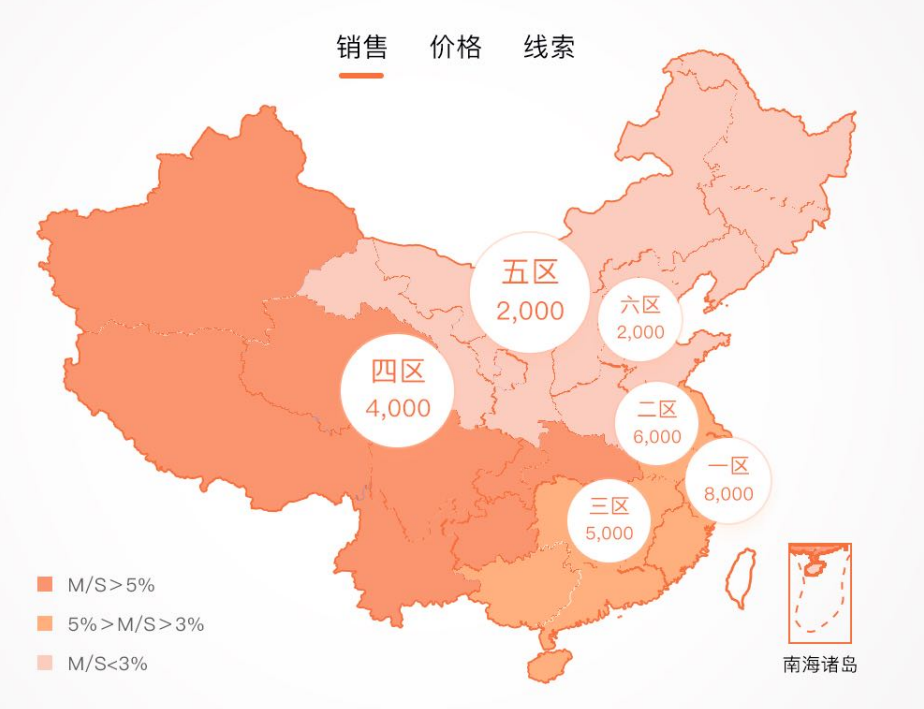 销售 价格 线索
五区
2,000
六区
2,000
四区
4,000
二区
6,000
一区
8,000
三区
5,000
M/S>5%
5%>M/S>3%
M/S<3%
南海诸岛